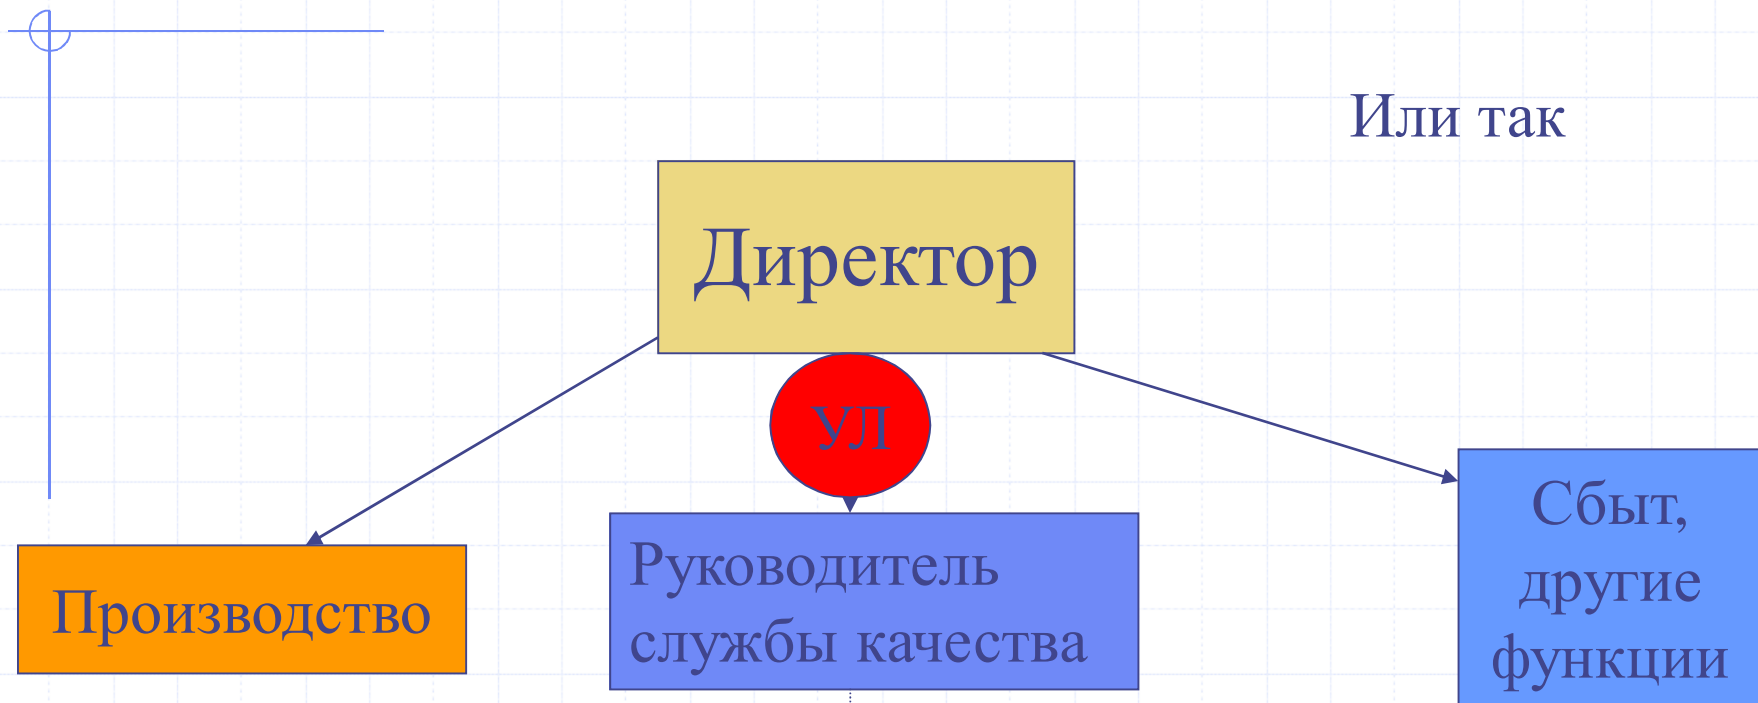 Или так
Директор
УЛ
Производство
Руководитель
службы качества
Сбыт,
другие
функции